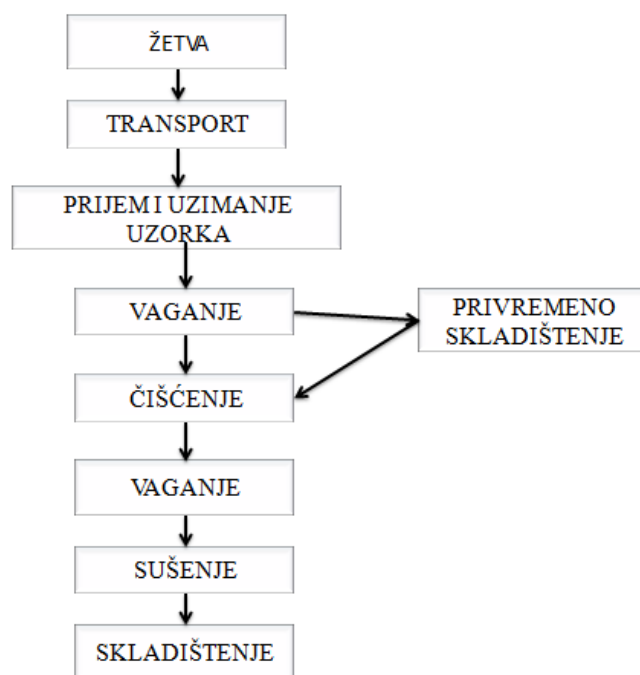 ŽETVA
TRANSPORT
PRIJEM I UZIMANJE
UZORKA
VAGANJE
PRIVREMENO
SKLADIŠTENJE
ČIŠĆENJE
VAGANJE
SUŠENJE
SKLADIŠTENJE